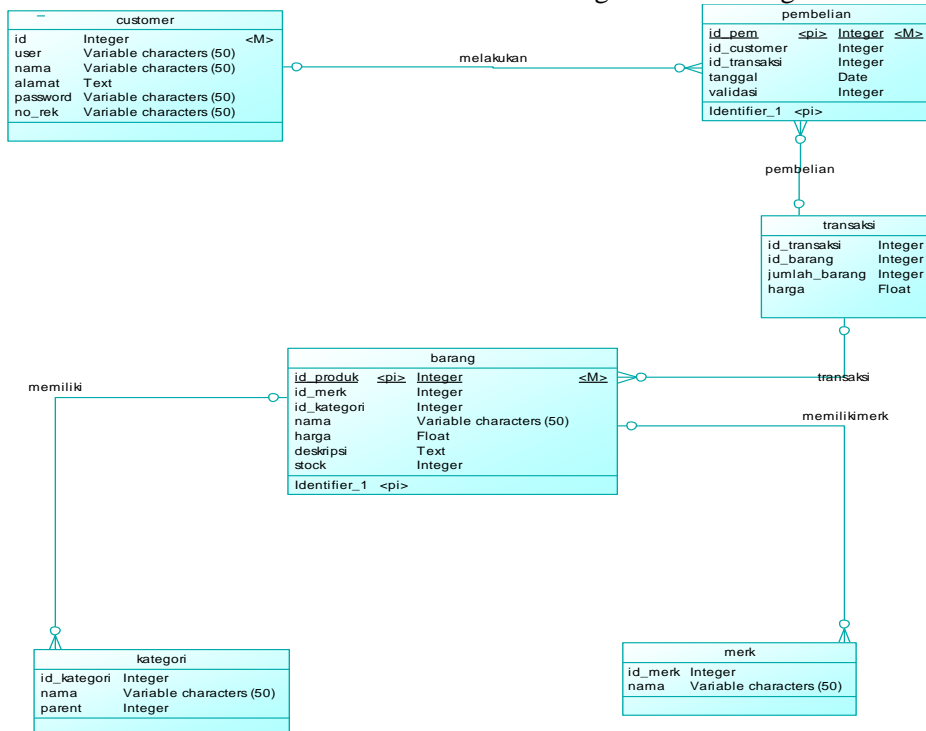 customer
id Integer <M>
user Variable characters (50)
nama Variable characters (50)
alamat Text
password Variable characters (50)
no_rek Variable characters (50)
melakukan
pembelian
id_pem <pi> Integer <M>
id_customer Integer
id_transaksi Integer
tanggal Date
validasi Integer
Identifier_1 <pi>
pembelian
transaksi
id_transaksi Integer
id_barang Integer
jumlah_barang Integer
harga Float
transaksi
barang
id_produk <pi> Integer <M>
id_merk Integer
id_kategori Integer
nama Variable characters (50)
harga Float
deskripsi Text
stock Integer
Identifier_1 <pi>
memiliki
memilikimerk
kategori
id_kategori Integer
nama Variable characters (50)
parent Integer
merk
id_merk Integer
nama Variable characters (50)